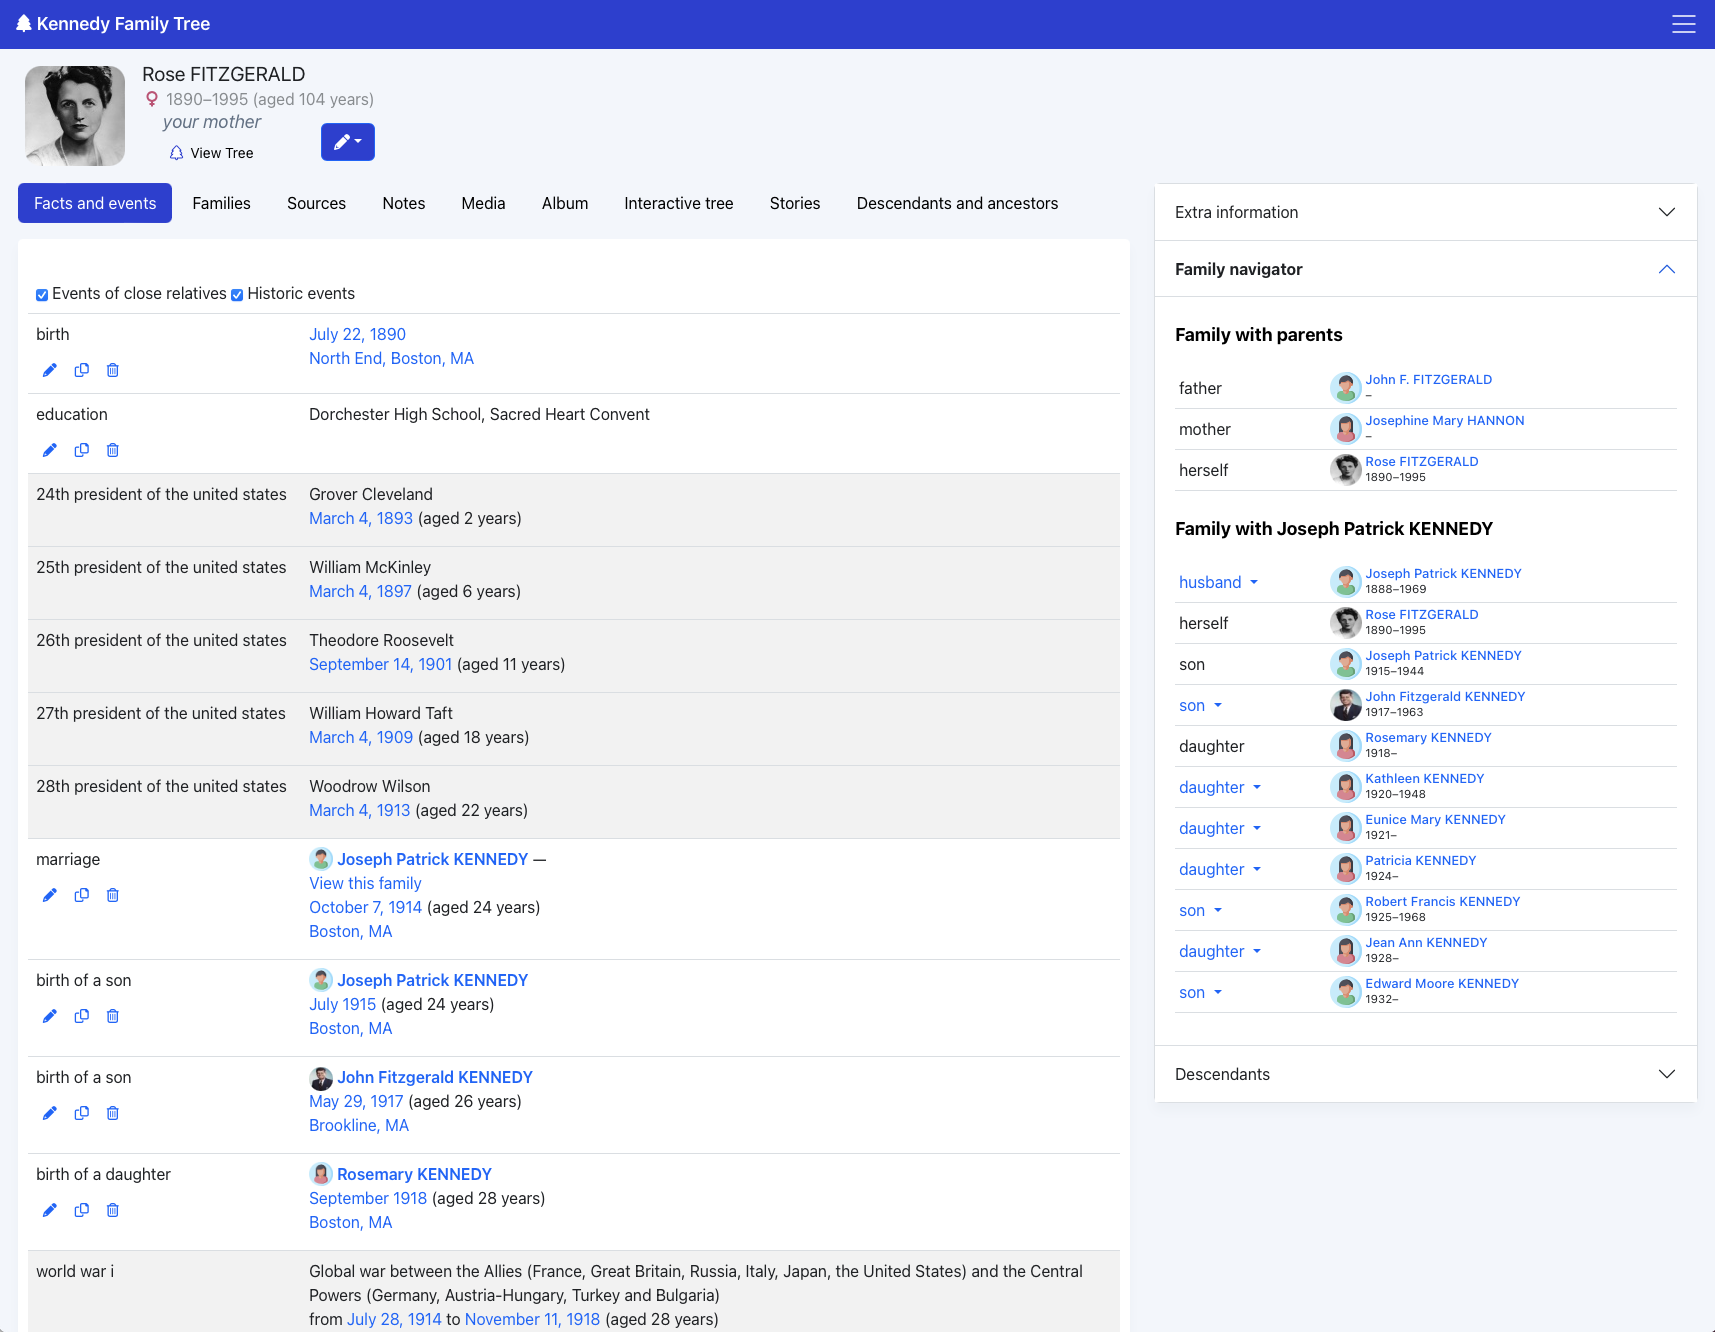 Kennedy Family Tree
Rose FITZGERALD
1890–1995 (aged 104 years)
your mother
View Tree
Facts and events
Families
Sources
Notes
Media
Album
Interactive tree
Stories
Descendants and ancestors
Events of close relatives
Historic events
birth
July 22, 1890
North End, Boston, MA
education
Dorchester High School, Sacred Heart Convent
24th president of the united states
Grover Cleveland
March 4, 1893 (aged 2 years)
25th president of the united states
William McKinley
March 4, 1897 (aged 6 years)
26th president of the united states
Theodore Roosevelt
September 14, 1901 (aged 11 years)
27th president of the united states
William Howard Taft
March 4, 1909 (aged 18 years)
28th president of the united states
Woodrow Wilson
March 4, 1913 (aged 22 years)
marriage
Joseph Patrick KENNEDY —
View this family
October 7, 1914 (aged 24 years)
Boston, MA
birth of a son
Joseph Patrick KENNEDY
July 1915 (aged 24 years)
Boston, MA
birth of a son
John Fitzgerald KENNEDY
May 29, 1917 (aged 26 years)
Brookline, MA
birth of a daughter
Rosemary KENNEDY
September 1918 (aged 28 years)
Boston, MA
world war i
Global war between the Allies (France, Great Britain, Russia, Italy, Japan, the United States) and the Central
Powers (Germany, Austria-Hungary, Turkey and Bulgaria)
from July 28, 1914 to November 11, 1918 (aged 28 years)
Extra information
Family navigator
Family with parents
father
John F. FITZGERALD
–
mother
Josephine Mary HANNON
–
herself
Rose FITZGERALD
1890–1995
Family with Joseph Patrick KENNEDY
husband
Joseph Patrick KENNEDY
1888–1969
herself
Rose FITZGERALD
1890–1995
son
Joseph Patrick KENNEDY
1915–1944
son
John Fitzgerald KENNEDY
1917–1963
daughter
Rosemary KENNEDY
1918–
daughter
Kathleen KENNEDY
1920–1948
daughter
Eunice Mary KENNEDY
1921–
daughter
Patricia KENNEDY
1924–
son
Robert Francis KENNEDY
1925–1968
daughter
Jean Ann KENNEDY
1928–
son
Edward Moore KENNEDY
1932–
Descendants